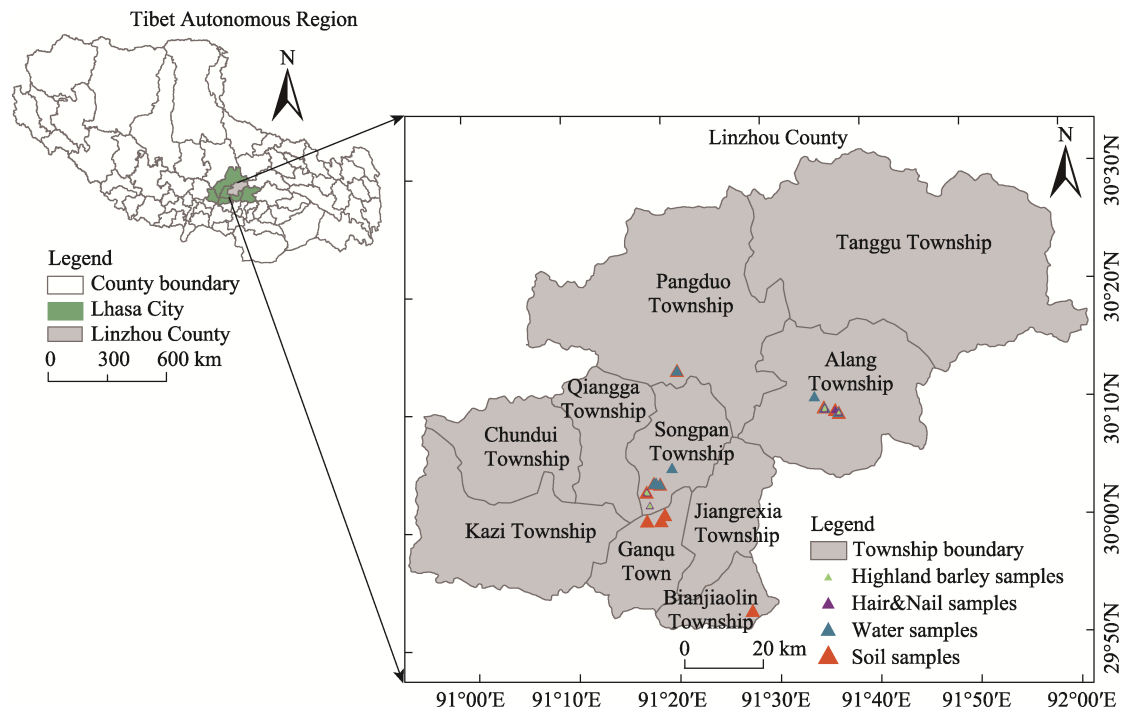 Tibet Autonomous Region
N
Legend
County boundary
Lhasa City
Linzhou County
0 300 600 km
Linzhou County
N
Tanggu Township
Pangduo
Township
Alang
Township
Qiangga
Township
Songpan
Township
Chundui
Township
Kazi Township
Jiangrexia
Township
Ganqu
Town
Bianjiaolin
Township
0 20 km
Legend
Township boundary
Highland barley samples
Hair&Nail samples
Water samples
Soil samples
30°30′N
30°20′N
30°10′N
30°00′N
29°50′N
91°00′E 91°10′E 91°20′E 91°30′E 91°40′E 91°50′E 92°00′E